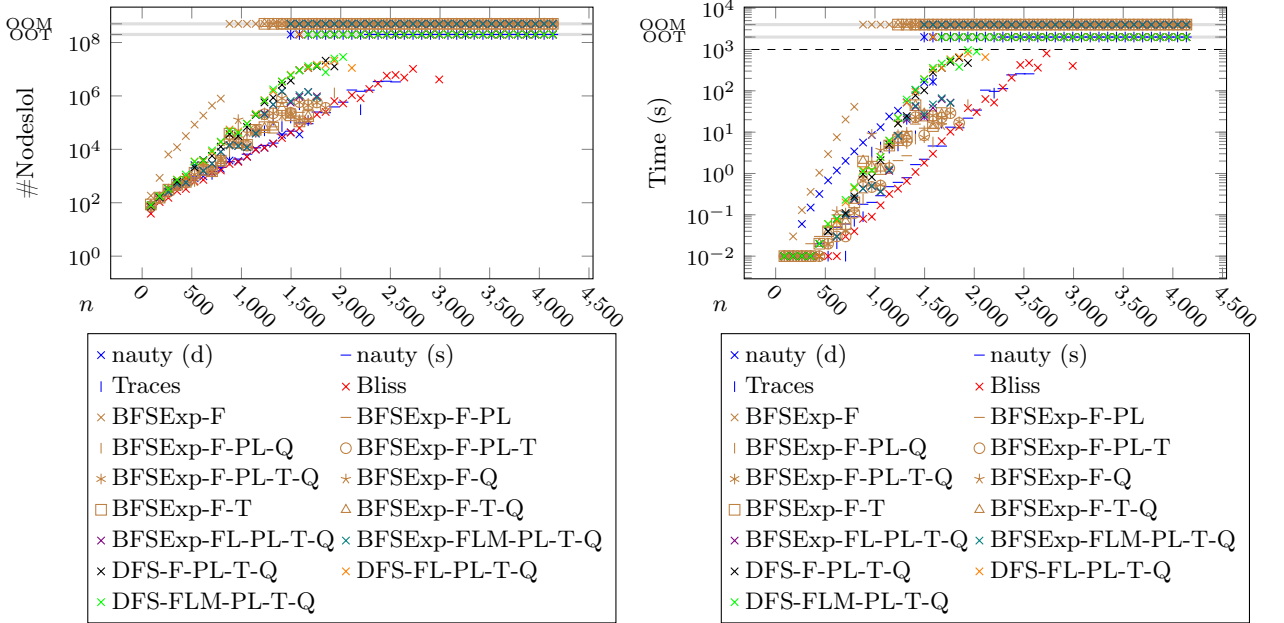 OOM
OOT
10^8
10^6
10^4
10^2
10^0
#Nodeslol
n
0
500
1,000
1,500
2,000
2,500
3,000
3,500
4,000
4,500
× nauty (d) − nauty (s)
Traces × Bliss
× BFSExp-F − BFSExp-F-PL
BFSExp-F-PL-Q BFSExp-F-PL-T
BFSExp-F-PL-T-Q BFSExp-F-Q
BFSExp-F-T BFSExp-F-T-Q
× BFSExp-FL-PL-T-Q × BFSExp-FLM-PL-T-Q
× DFS-F-PL-T-Q × DFS-FL-PL-T-Q
× DFS-FLM-PL-T-Q
OOM
OOT
10^4
10^3
10^2
10^1
10^0
10^−1
10^−2
Time (s)
n
0
500
1,000
1,500
2,000
2,500
3,000
3,500
4,000
4,500
× nauty (d) − nauty (s)
Traces × Bliss
× BFSExp-F − BFSExp-F-PL
BFSExp-F-PL-Q BFSExp-F-PL-T
BFSExp-F-PL-T-Q BFSExp-F-Q
BFSExp-F-T BFSExp-F-T-Q
× BFSExp-FL-PL-T-Q × BFSExp-FLM-PL-T-Q
× DFS-F-PL-T-Q × DFS-FL-PL-T-Q
× DFS-FLM-PL-T-Q